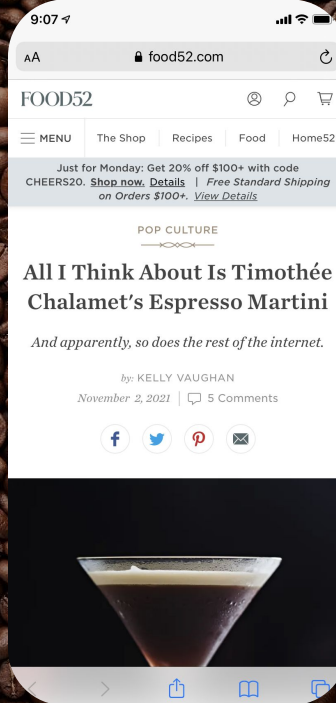 9:07
AA food52.com
FOOD52
MENU The Shop Recipes Food Home52
Just for Monday: Get 20% off $100+ with code
CHEERS20. Shop now. Details | Free Standard Shipping
on Orders $100+. View Details
POP CULTURE
All I Think About Is Timothée
Chalamet's Espresso Martini
And apparently, so does the rest of the internet.
by: KELLY VAUGHAN
November 2, 2021 | 5 Comments